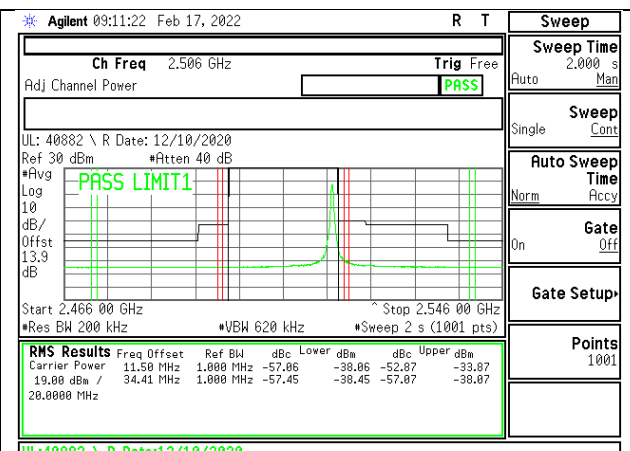 Agilent 09:11:22 Feb 17, 2022 R T
Sweep
Ch Freq 2.506 GHz Trig Free
Adj Channel Power PASS
Sweep Time
2.000 s
Auto Man
Sweep
Single Cont
UL: 40882 \ R Date: 12/10/2020
Ref 30 dBm #Atten 40 dB
#Avg
Log
10
dB/
Offst
13.9
dB
PASS LIMIT1
Auto Sweep
Time
Norm Accy
Gate
On Off
Gate Setup
Start 2.466 00 GHz ^ Stop 2.546 00 GHz
#Res BW 200 kHz #VBW 620 kHz #Sweep 2 s (1001 pts)
Points
1001
RMS Results Freq Offset Ref BW dBc Lower dBm dBc Upper dBm
Carrier Power 11.50 MHz 1.000 MHz -57.06 -38.06 -52.87 -33.87
19.00 dBm / 34.41 MHz 1.000 MHz -57.45 -38.45 -57.07 -38.07
20.0000 MHz
UL:40882 \ R Date:12/10/2020